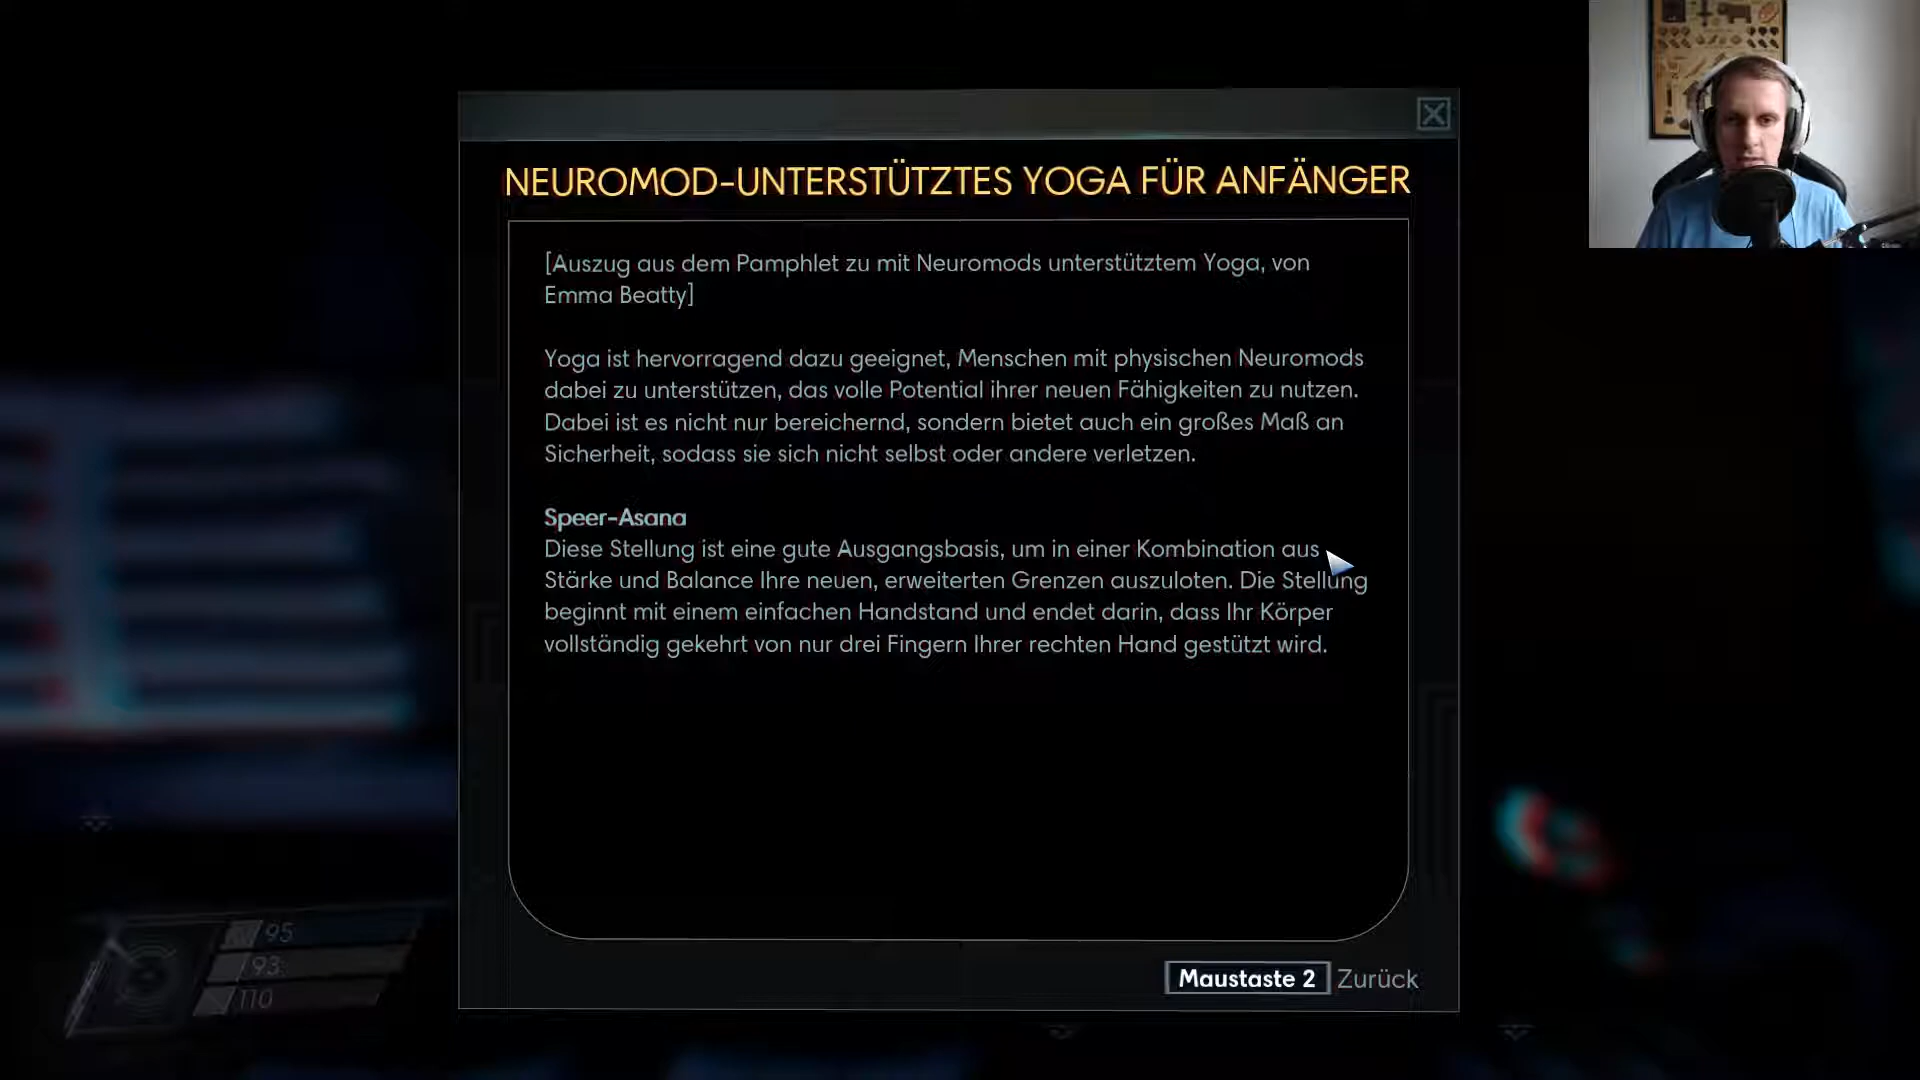 NEUROMOD-UNTERSTÜTZTES YOGA FÜR ANFÄNGER
[Auszug aus dem Pamphlet zu mit Neuromods unterstütztem Yoga, von
Emma Beatty]
Yoga ist hervorragend dazu geeignet, Menschen mit physischen Neuromods
dabei zu unterstützen, das volle Potential ihrer neuen Fähigkeiten zu nutzen.
Dabei ist es nicht nur bereichernd, sondern bietet auch ein großes Maß an
Sicherheit, sodass sie sich nicht selbst oder andere verletzen.
Speer-Asana
Diese Stellung ist eine gute Ausgangsbasis, um in einer Kombination aus
Stärke und Balance Ihre neuen, erweiterten Grenzen auszuloten. Die Stellung
beginnt mit einem einfachen Handstand und endet darin, dass Ihr Körper
vollständig gekehrt von nur drei Fingern Ihrer rechten Hand gestützt wird.
95
93
110
Maustaste 2 Zurück